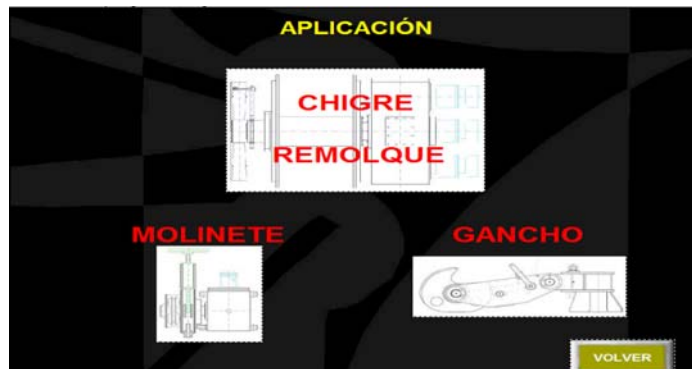 APLICACIÓN
CHIGRE
REMOLQUE
MOLINETE
GANCHO
VOLVER